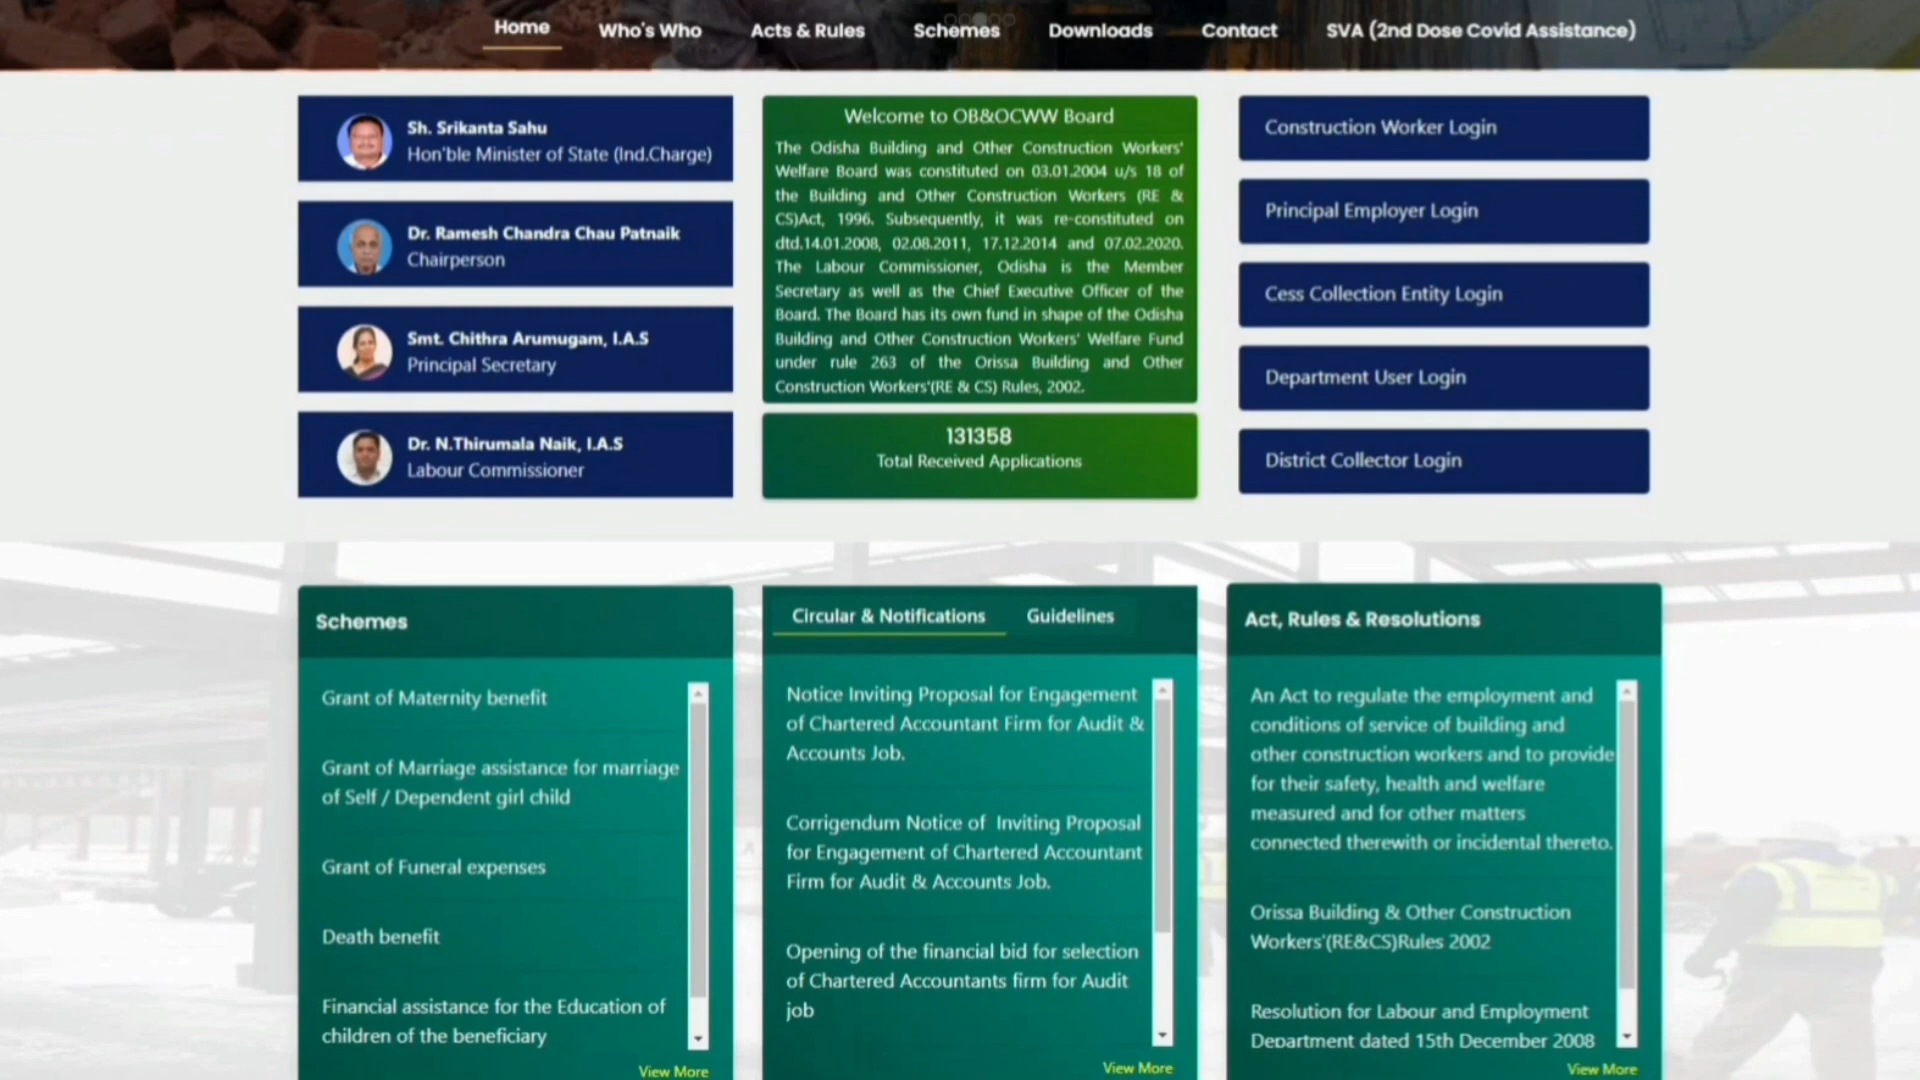 Home
Who's Who
Acts & Rules
Schemes
Downloads
Contact
SVA (2nd Dose Covid Assistance)
Sh. Srikanta Sahu
Hon'ble Minister of State (Ind.Charge)
Dr. Ramesh Chandra Chau Patnaik
Chairperson
Smt. Chithra Arumugam, I.A.S
Principal Secretary
Dr. N.Thirumala Naik, I.A.S
Labour Commissioner
Welcome to OB&OCWW Board
The Odisha Building and Other Construction Workers'
Welfare Board was constituted on 03.01.2004 u/s 18 of
the Building and Other Construction Workers (RE &
CS)Act, 1996. Subsequently, it was re-constituted on
dtd.14.01.2008, 02.08.2011, 17.12.2014 and 07.02.2020.
The Labour Commissioner, Odisha is the Member
Secretary as well as the Chief Executive Officer of the
Board. The Board has its own fund in shape of the Odisha
Building and Other Construction Workers' Welfare Fund
under rule 263 of the Orissa Building and Other
Construction Workers'(RE & CS) Rules, 2002.
131358
Total Received Applications
Construction Worker Login
Principal Employer Login
Cess Collection Entity Login
Department User Login
District Collector Login
Schemes
Grant of Maternity benefit
Grant of Marriage assistance for marriage
of Self / Dependent girl child
Grant of Funeral expenses
Death benefit
Financial assistance for the Education of
children of the beneficiary
View More
Circular & Notifications
Guidelines
Notice Inviting Proposal for Engagement
of Chartered Accountant Firm for Audit &
Accounts Job.
Corrigendum Notice of Inviting Proposal
for Engagement of Chartered Accountant
Firm for Audit & Accounts Job.
Opening of the financial bid for selection
of Chartered Accountants firm for Audit
job
View More
Act, Rules & Resolutions
An Act to regulate the employment and
conditions of service of building and
other construction workers and to provide
for their safety, health and welfare
measured and for other matters
connected therewith or incidental thereto.
Orissa Building & Other Construction
Workers'(RE&CS)Rules 2002
Resolution for Labour and Employment
Department dated 15th December 2008
View More